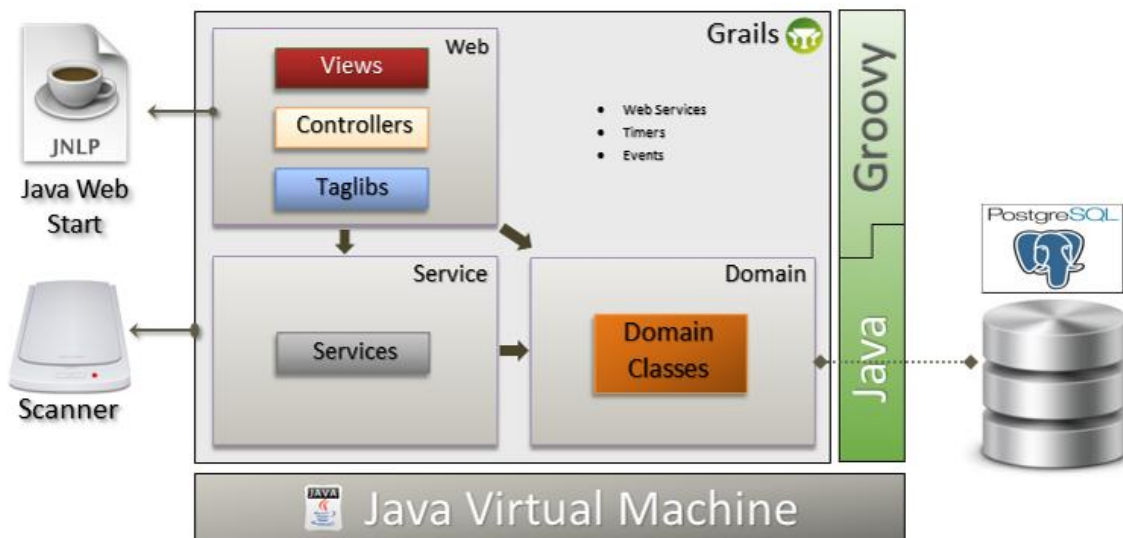 Web
Views
Controllers
Taglibs
Grails
• Web Services
• Timers
• Events
Groovy
Java
JNLP
Java Web
Start
Service
Services
Domain
Domain
Classes
PostgreSQL
Scanner
JAVA
Java Virtual Machine